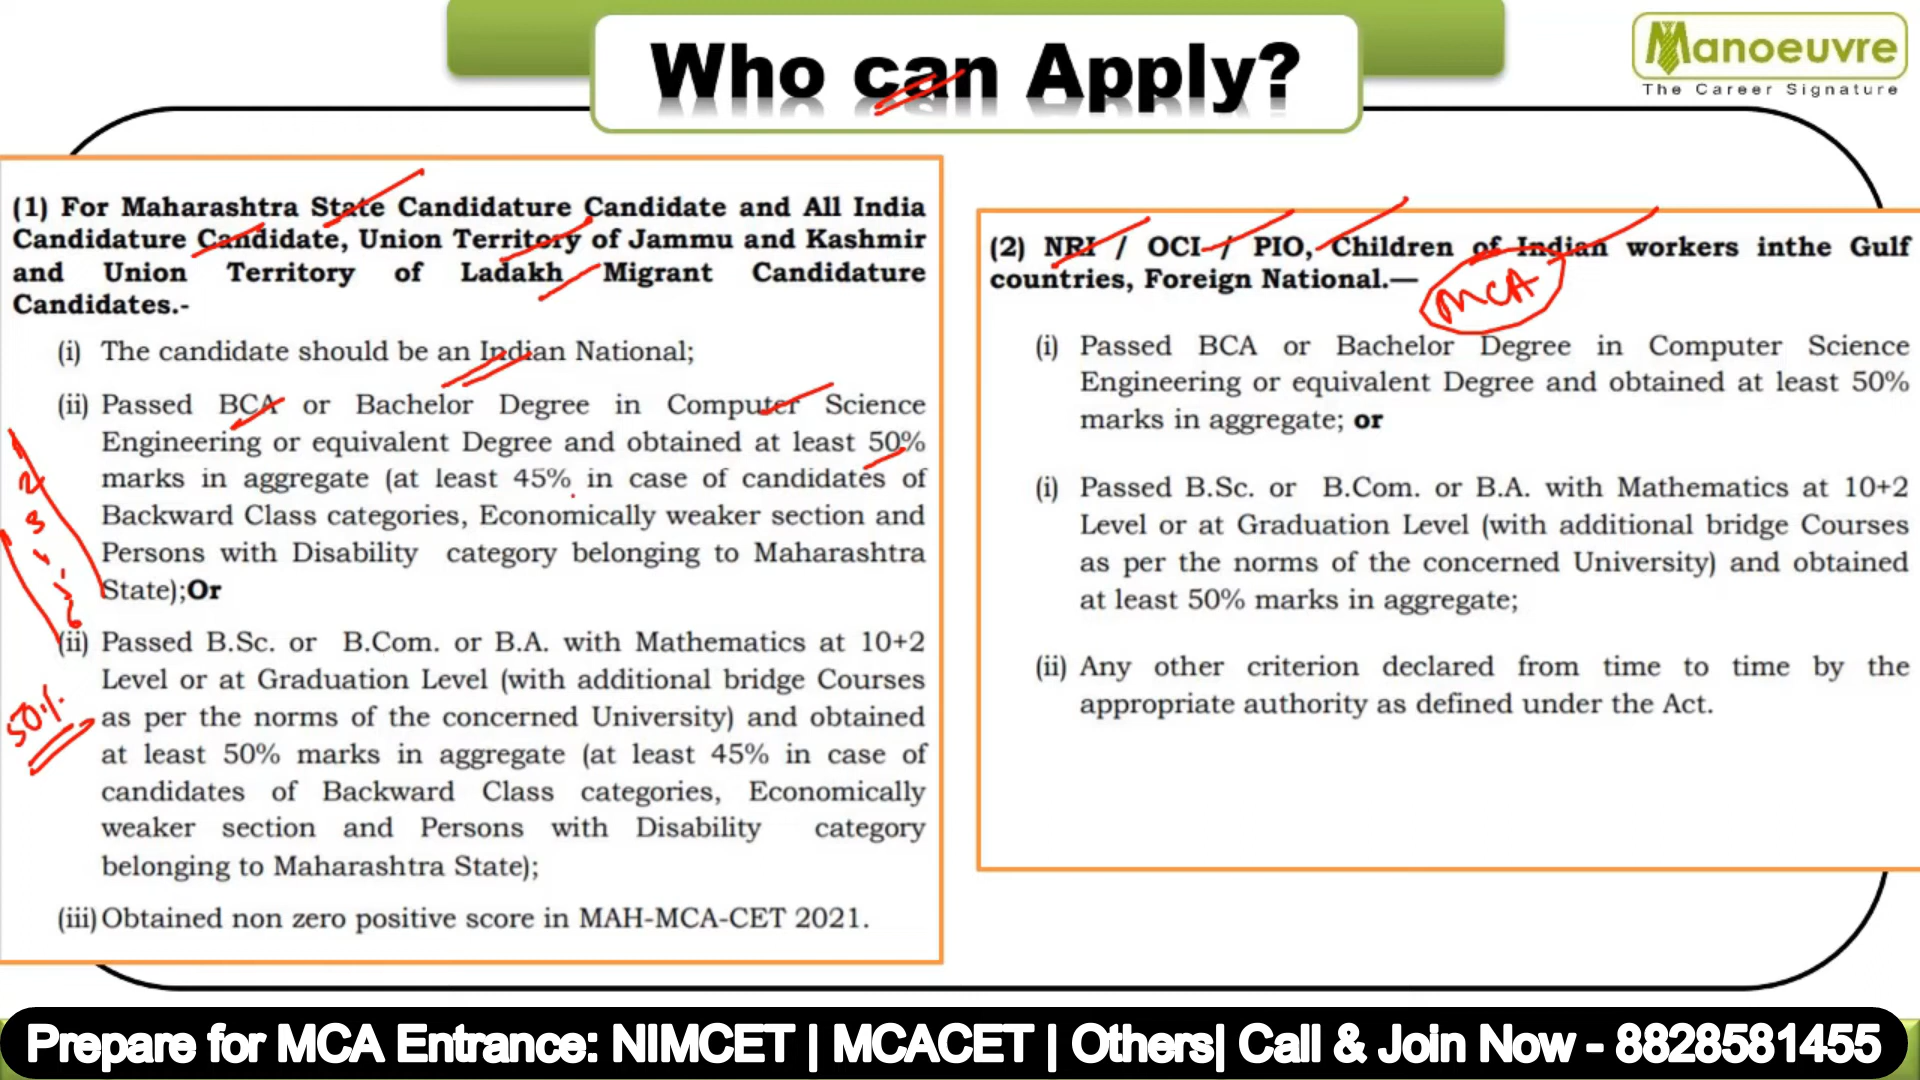 Who can Apply?
Manoeuvre
The Career Signature
(1) For Maharashtra State Candidature Candidate and All India
Candidature Candidate, Union Territory of Jammu and Kashmir
and Union Territory of Ladakh Migrant Candidature
Candidates.-
(i) The candidate should be an Indian National;
(ii) Passed BCA or Bachelor Degree in Computer Science
Engineering or equivalent Degree and obtained at least 50%
marks in aggregate (at least 45% in case of candidates of
Backward Class categories, Economically weaker section and
Persons with Disability category belonging to Maharashtra
State);Or
(ii) Passed B.Sc. or B.Com. or B.A. with Mathematics at 10+2
Level or at Graduation Level (with additional bridge Courses
as per the norms of the concerned University) and obtained
at least 50% marks in aggregate (at least 45% in case of
candidates of Backward Class categories, Economically
weaker section and Persons with Disability category
belonging to Maharashtra State);
(iii) Obtained non zero positive score in MAH-MCA-CET 2021.
50%
(2) NRI / OCI / PIO, Children of Indian workers inthe Gulf
countries, Foreign National.—
MCA
(i) Passed BCA or Bachelor Degree in Computer Science
Engineering or equivalent Degree and obtained at least 50%
marks in aggregate; or
(i) Passed B.Sc. or B.Com. or B.A. with Mathematics at 10+2
Level or at Graduation Level (with additional bridge Courses
as per the norms of the concerned University) and obtained
at least 50% marks in aggregate;
(ii) Any other criterion declared from time to time by the
appropriate authority as defined under the Act.
Prepare for MCA Entrance: NIMCET | MCACET | Others| Call & Join Now - 8828581455